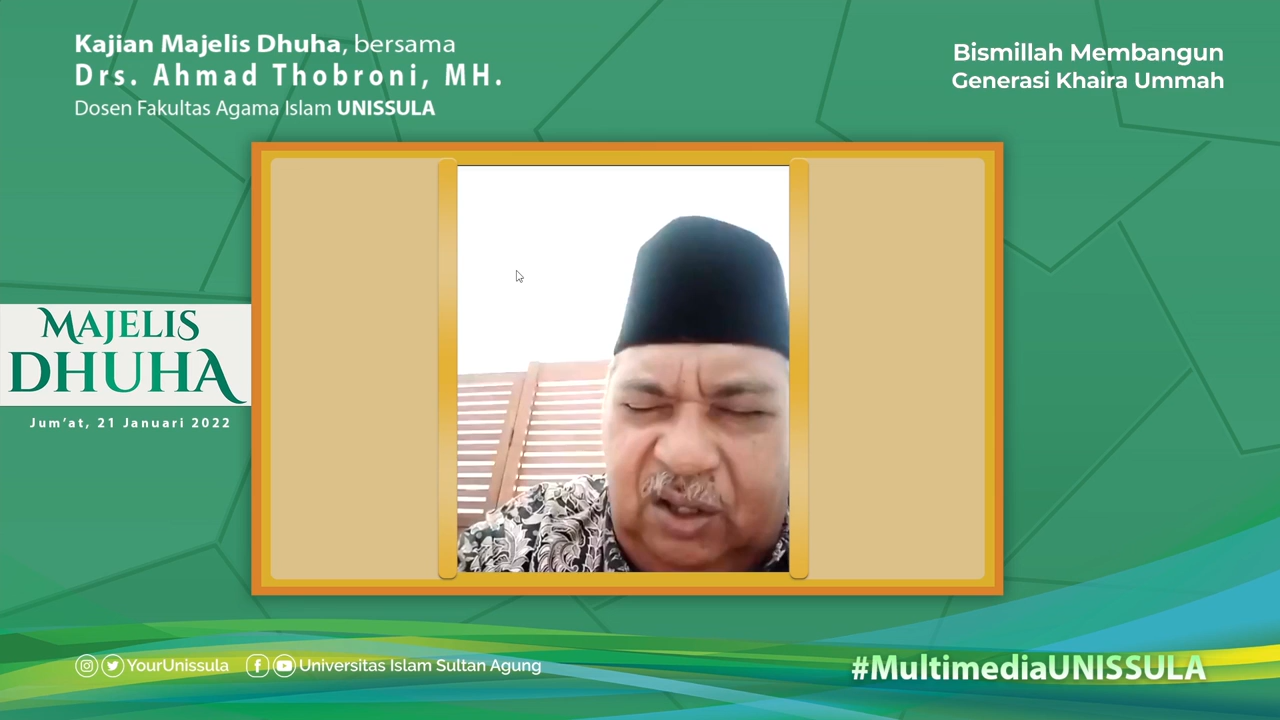 Kajian Majelis Dhuha, bersama
Drs. Ahmad Thobroni, MH.
Dosen Fakultas Agama Islam UNISSULA
Bismillah Membangun
Generasi Khaira Ummah
MAJELIS
DHUHA
Jum'at, 21 Januari 2022
YourUnissula
Universitas Islam Sultan Agung
#MultimediaUNISSULA